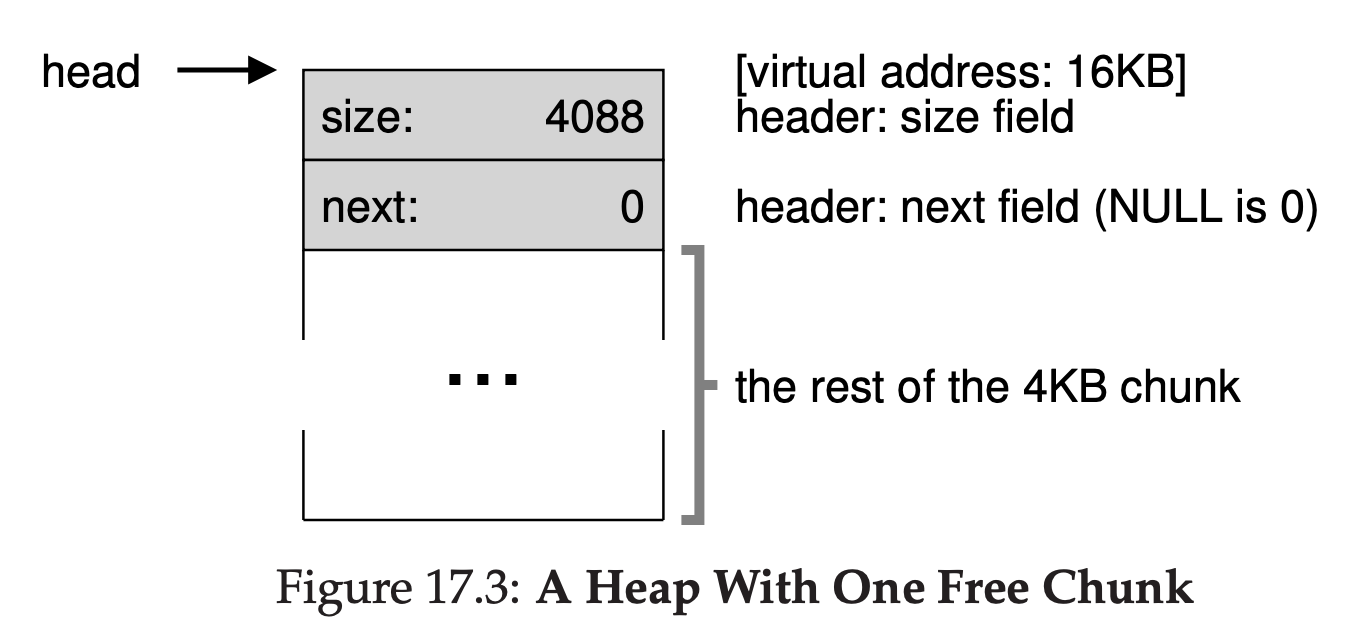 head
[virtual address: 16KB]
size: 4088
header: size field
next: 0
header: next field (NULL is 0)
...
the rest of the 4KB chunk
Figure 17.3: A Heap With One Free Chunk